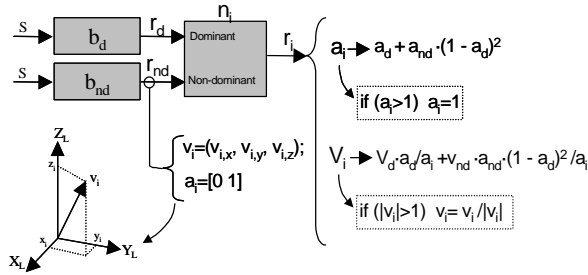 n_i
S
b_d
r_d
Dominant
S
b_nd
r_nd
Non-dominant
r_i
a_i → a_d + a_nd·(1 - a_d)²
if (a_i>1) a_i=1
V_i → V_d·a_d/a_i +v_nd·a_nd·(1 - a_d)²/a_i
if (|v_i|>1) v_i= v_i /|v_i|
v_i=(v_i,x, v_i,y, v_i,z);
a_i=[0 1]
Z_L
z_i
v_i
x_i
y_i
X_L
Y_L